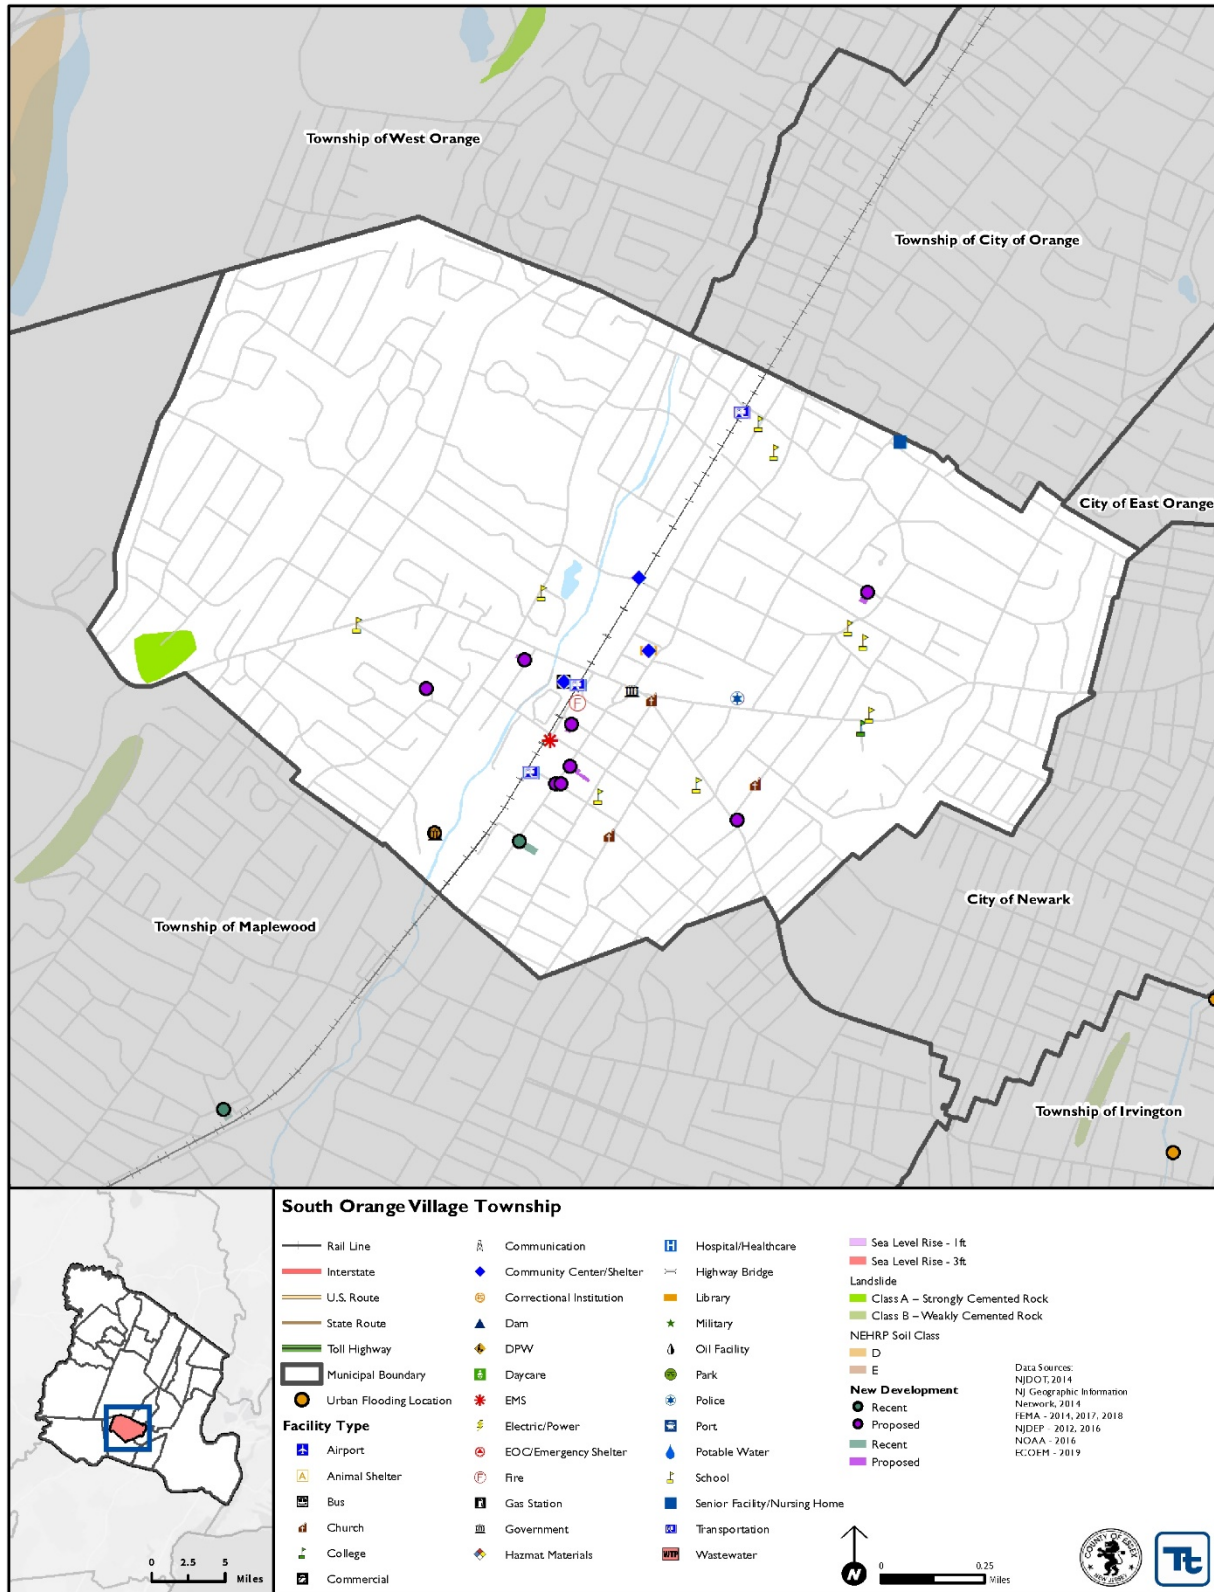 Township of West Orange
Township of City of Orange
City of East Orange
City of Newark
Township of Maplewood
Township of Irvington
F
South Orange Village Township
Rail Line
Interstate
U.S. Route
State Route
Toll Highway
Municipal Boundary
Urban Flooding Location
Facility Type
Airport
A Animal Shelter
Bus
Church
College
Commercial
Communication
Community Center/Shelter
Correctional Institution
Dam
DPW
Daycare
EMS
Electric/Power
EOC/Emergency Shelter
F Fire
Gas Station
Government
Hazmat Materials
H Hospital/Healthcare
Highway Bridge
Library
Military
Oil Facility
Park
Police
Port
Potable Water
School
Senior Facility/Nursing Home
Transportation
WTP Wastewater
Sea Level Rise - 1ft
Sea Level Rise - 3ft
Landslide
Class A – Strongly Cemented Rock
Class B – Weakly Cemented Rock
NEHRP Soil Class
D
E
New Development
Recent
Proposed
Recent
Proposed
Data Sources:
NJDOT, 2014
NJ Geographic Information
Network, 2014
FEMA - 2014, 2017, 2018
NJDEP - 2012, 2016
NOAA - 2016
ECOEM - 2019
0 2.5 5
Miles
N
0 0.25
Miles
COUNTY OF ESSEX
NEW JERSEY
Tt